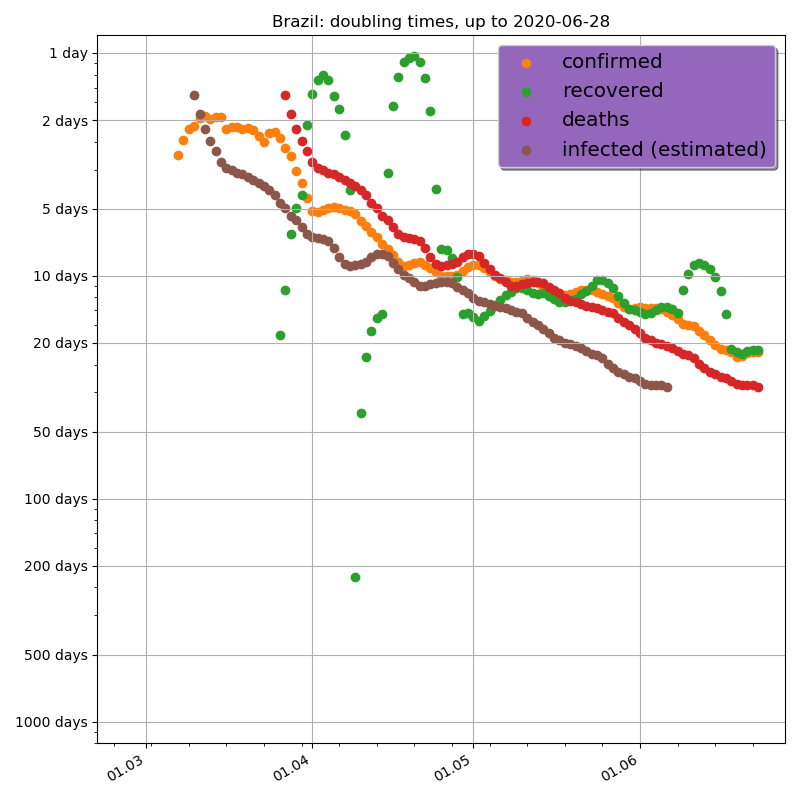 Brazil: doubling times, up to 2020-06-28
confirmed
recovered
deaths
infected (estimated)
1 day
2 days
5 days
10 days
20 days
50 days
100 days
200 days
500 days
1000 days
01.03
01.04
01.05
01.06